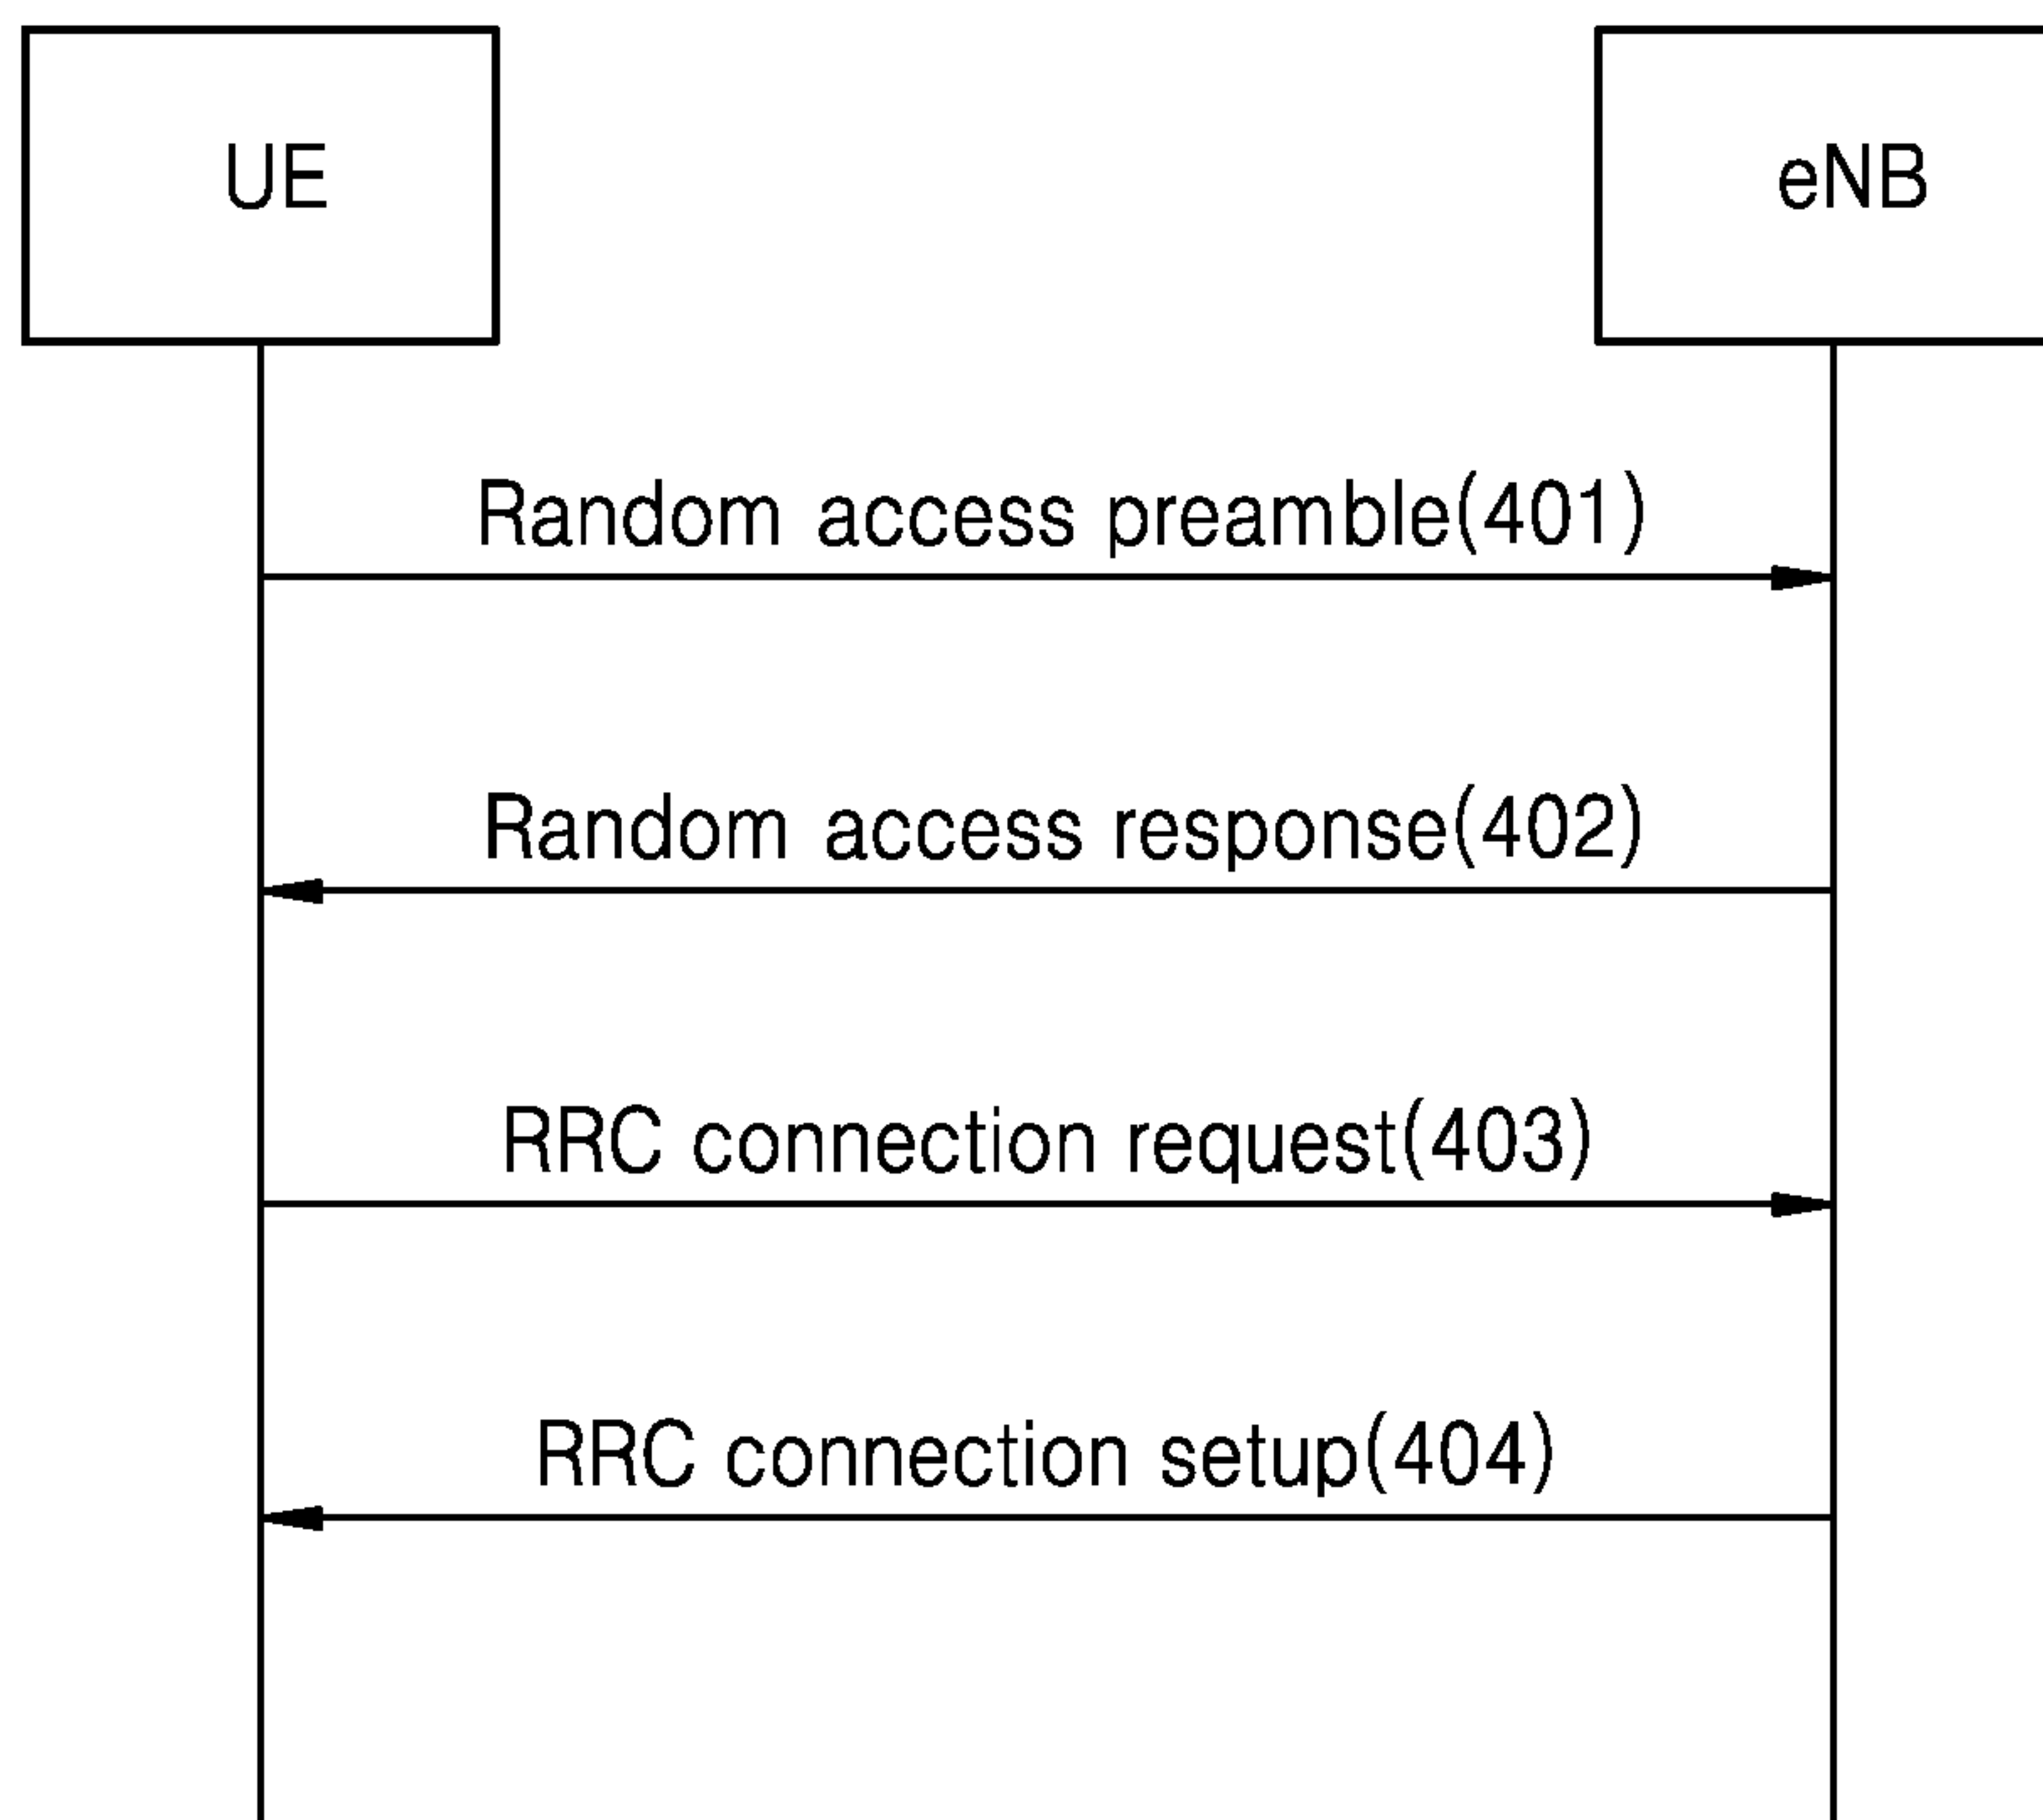 UE
eNB
Random access preamble(401)
Random access response(402)
RRC connection request(403)
RRC connection setup(404)